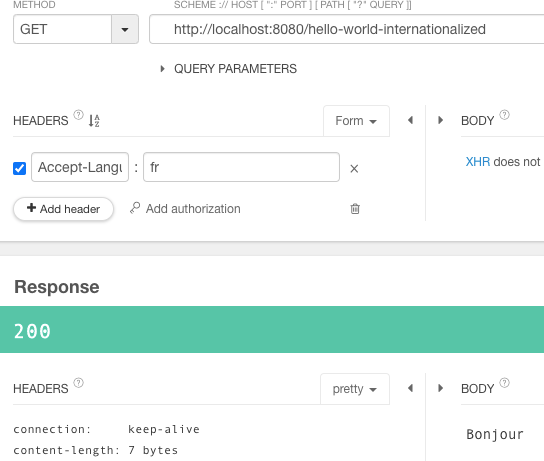 METHOD SCHEME :// HOST [ ":" PORT ] [ PATH [ "?" QUERY ]]
GET http://localhost:8080/hello-world-internationalized
QUERY PARAMETERS
HEADERS ? Form BODY ?
Accept-Langu : fr XHR does not
Add header Add authorization
Response
200
HEADERS ? pretty BODY ?
connection: keep-alive Bonjour
content-length: 7 bytes